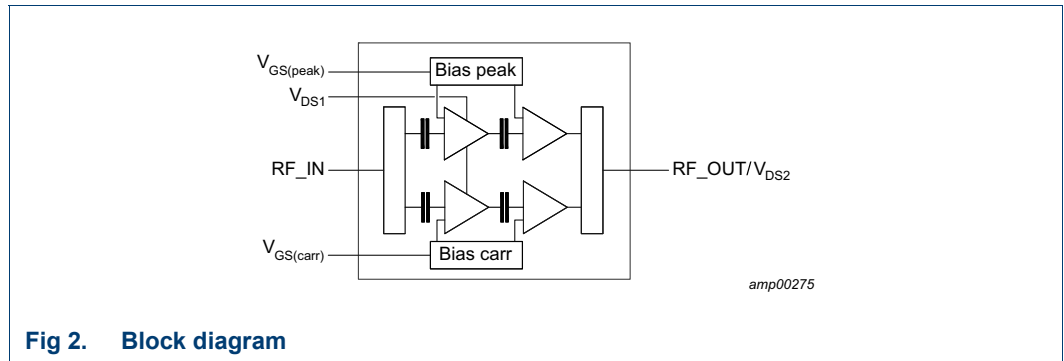 V_GS(peak)
Bias peak
V_DS1
RF_IN
RF_OUT/V_DS2
V_GS(carr)
Bias carr
amp00275
Fig 2. Block diagram